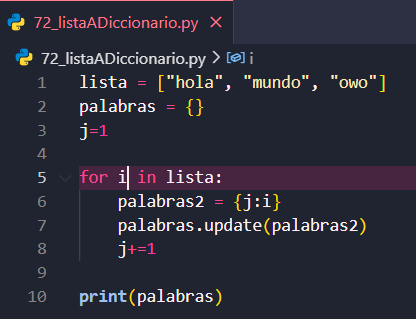 72_listaADiccionario.py ×
72_listaADiccionario.py > i
1 lista = ["hola", "mundo", "owo"]
2 palabras = {}
3 j=1
4
5 for i in lista:
6     palabras2 = {j:i}
7     palabras.update(palabras2)
8     j+=1
9
10 print(palabras)